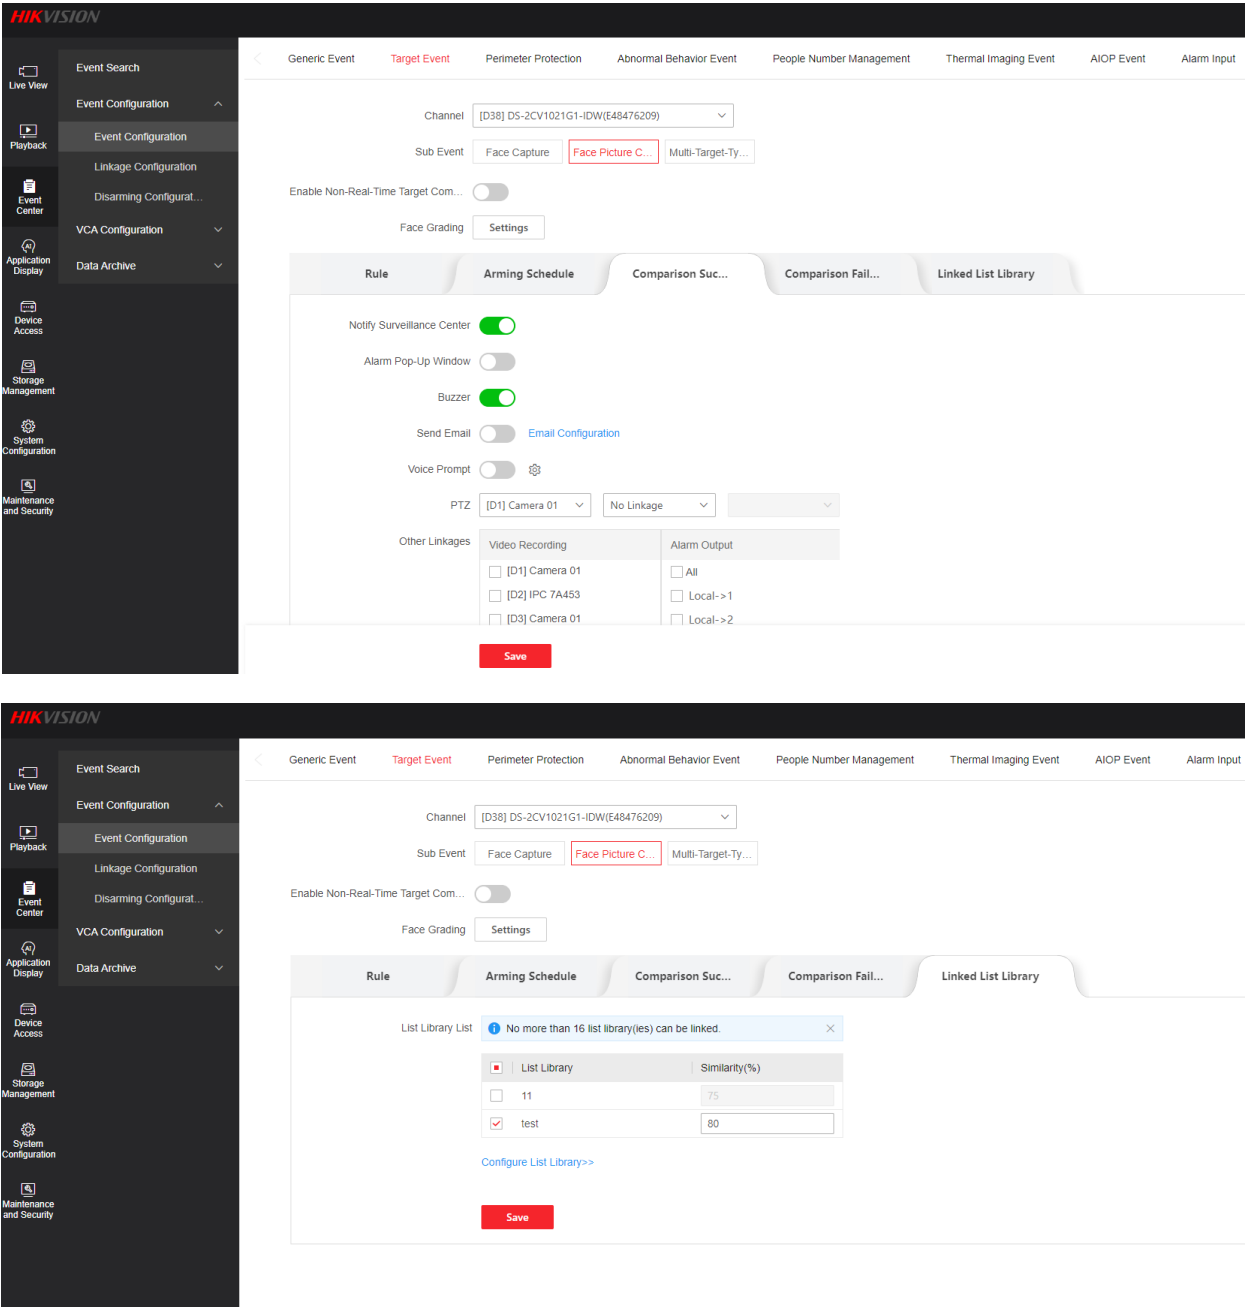 HIKVISION
Generic Event Target Event Perimeter Protection Abnormal Behavior Event People Number Management Thermal Imaging Event AIOP Event Alarm Input
Live View
Playback
Event Center
Application Display
Device Access
Storage Management
System Configuration
Maintenance and Security
Event Search
Event Configuration
Event Configuration
Linkage Configuration
Disarming Configurat...
VCA Configuration
Data Archive
Channel [D38] DS-2CV1021G1-IDW(E48476209)
Sub Event Face Capture Face Picture C... Multi-Target-Ty...
Enable Non-Real-Time Target Com...
Face Grading Settings
Rule Arming Schedule Comparison Suc... Comparison Fail... Linked List Library
Notify Surveillance Center
Alarm Pop-Up Window
Buzzer
Send Email Email Configuration
Voice Prompt
PTZ [D1] Camera 01 No Linkage
Other Linkages Video Recording Alarm Output
[D1] Camera 01 All
[D2] IPC 7A453 Local->1
[D3] Camera 01 Local->2
Save
HIKVISION
Generic Event Target Event Perimeter Protection Abnormal Behavior Event People Number Management Thermal Imaging Event AIOP Event Alarm Input
Live View
Playback
Event Center
Application Display
Device Access
Storage Management
System Configuration
Maintenance and Security
Event Search
Event Configuration
Event Configuration
Linkage Configuration
Disarming Configurat...
VCA Configuration
Data Archive
Channel [D38] DS-2CV1021G1-IDW(E48476209)
Sub Event Face Capture Face Picture C... Multi-Target-Ty...
Enable Non-Real-Time Target Com...
Face Grading Settings
Rule Arming Schedule Comparison Suc... Comparison Fail... Linked List Library
List Library List No more than 16 list library(ies) can be linked.
List Library Similarity(%)
11 75
test 80
Configure List Library>>
Save